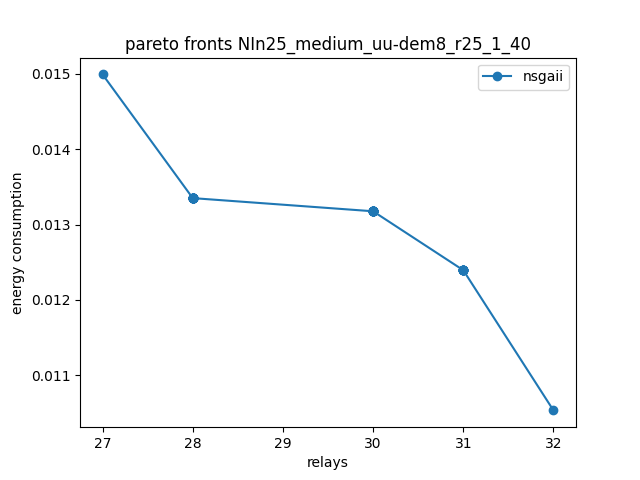 pareto fronts NIn25_medium_uu-dem8_r25_1_40
nsgaii
energy consumption
0.015
0.014
0.013
0.012
0.011
27 28 29 30 31 32
relays